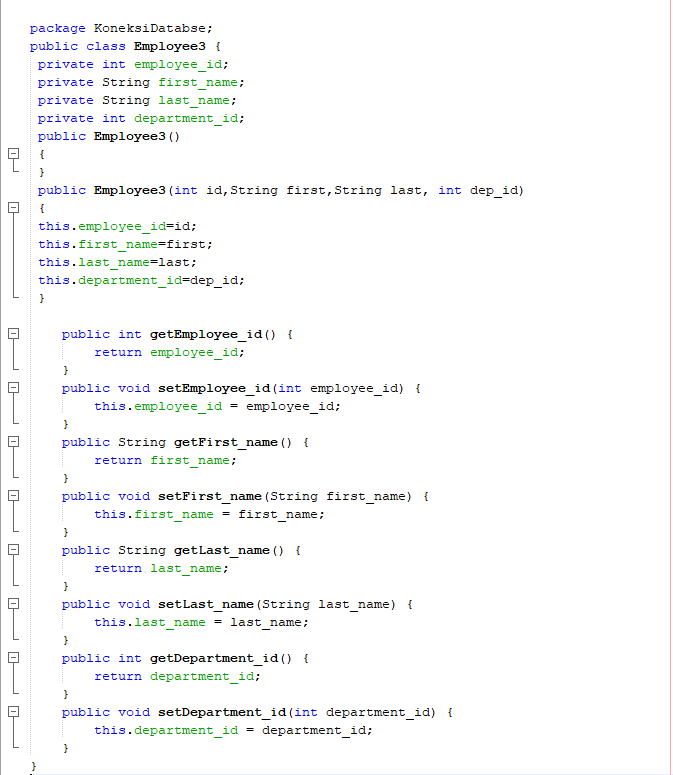 package KoneksiDatabse;
public class Employee3 {
private int employee_id;
private String first_name;
private String last_name;
private int department_id;
public Employee3()
{
}
public Employee3(int id,String first,String last, int dep_id)
{
this.employee_id=id;
this.first_name=first;
this.last_name=last;
this.department_id=dep_id;
}
public int getEmployee_id() {
return employee_id;
}
public void setEmployee_id(int employee_id) {
this.employee_id = employee_id;
}
public String getFirst_name() {
return first_name;
}
public void setFirst_name(String first_name) {
this.first_name = first_name;
}
public String getLast_name() {
return last_name;
}
public void setLast_name(String last_name) {
this.last_name = last_name;
}
public int getDepartment_id() {
return department_id;
}
public void setDepartment_id(int department_id) {
this.department_id = department_id;
}
}